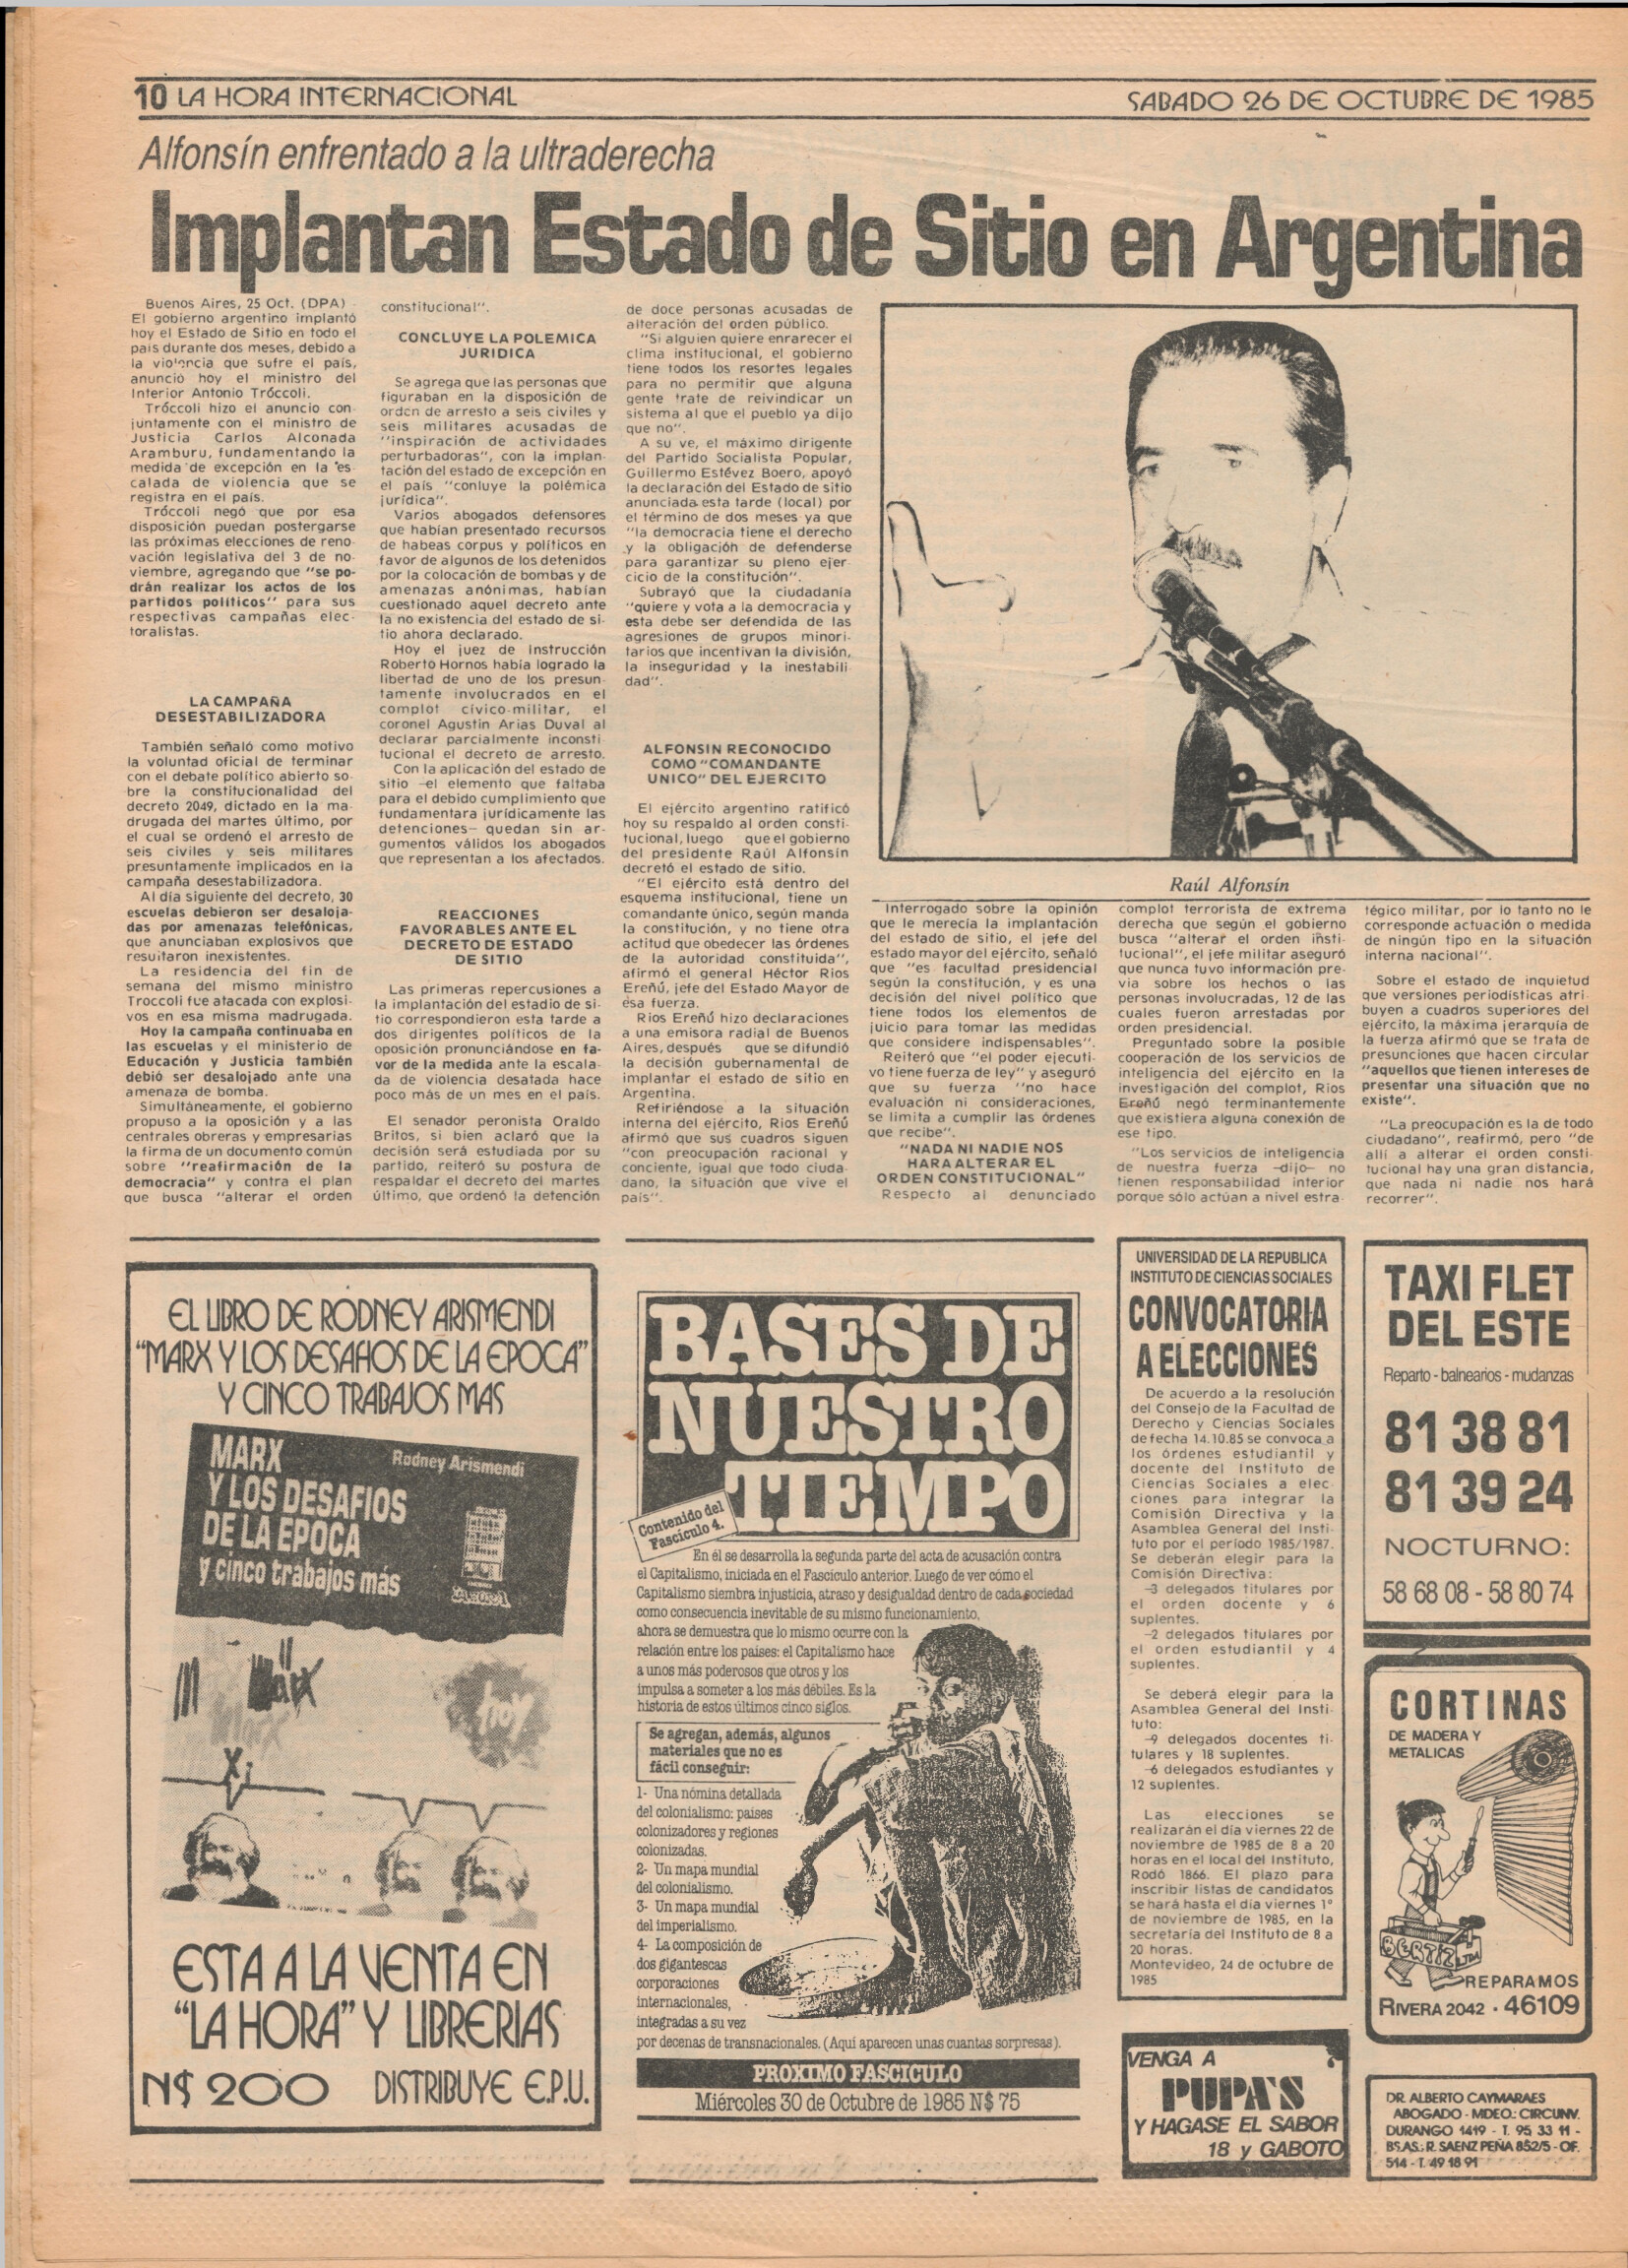 10 LA HORA INTERNACIONAL
SABADO 26 DE OCTUBRE DE 1985
Alfonsín enfrentado a la ultraderecha
Implantan Estado de Sitio en Argentina
Buenos Aires, 25 Oct. (DPA) -
El gobierno argentino implantó
hoy el Estado de Sitio en todo el
país durante dos meses, debido a
la violencia que sufre el país,
anunció hoy el ministro del
Interior Antonio Tróccoli.
Tróccoli hizo el anuncio con-
juntamente con el ministro de
Justicia Carlos Alconada
Aramburu, fundamentando la
medida de excepción en la es-
calada de violencia que se
registra en el país.
Tróccoli negó que por esa
disposición puedan postergarse
las próximas elecciones de reno-
vación legislativa del 3 de no-
viembre, agregando que "se po-
drán realizar los actos de los
partidos políticos" para sus
respectivas campañas elec-
toralistas.
LA CAMPAÑA
DESESTABILIZADORA
También señaló como motivo
la voluntad oficial de terminar
con el debate político abierto so-
bre la constitucionalidad del
decreto 2049, dictado en la ma-
drugada del martes último, por
el cual se ordenó el arresto de
seis civiles y seis militares
presuntamente implicados en la
campaña desestabilizadora.
Al día siguiente del decreto, 30
escuelas debieron ser desaloja-
das por amenazas telefónicas,
que anunciaban explosivos que
resultaron inexistentes.
La residencia del fin de
semana del mismo ministro
Troccoli fue atacada con explosi-
vos en esa misma madrugada.
Hoy la campaña continuaba en
las escuelas y el ministerio de
Educación y Justicia también
debió ser desalojado ante una
amenaza de bomba.
Simultáneamente, el gobierno
propuso a la oposición y a las
centrales obreras y empresarias
la firma de un documento común
sobre "reafirmación de la
democracia" y contra el plan
que busca "alterar el orden
constitucional".
CONCLUYE LA POLEMICA
JURIDICA
Se agrega que las personas que
figuraban en la disposición de
orden de arresto a seis civiles y
seis militares acusadas de
"inspiración de actividades
perturbadoras", con la implan-
tación del estado de excepción en
el país "conluye la polémica
jurídica".
Varios abogados defensores
que habían presentado recursos
de habeas corpus y políticos en
favor de algunos de los detenidos
por la colocación de bombas y de
amenazas anónimas, habían
cuestionado aquel decreto ante
la no existencia del estado de si-
tio ahora declarado.
Hoy el juez de Instrucción
Roberto Hornos había logrado la
libertad de uno de los presun-
tamente involucrados en el
complot cívico-militar, el
coronel Agustin Arias Duval al
declarar parcialmente inconsti-
tucional el decreto de arresto.
Con la aplicación del estado de
sitio —el elemento que faltaba
para el debido cumplimiento que
fundamentara jurídicamente las
detenciones— quedan sin ar-
gumentos válidos los abogados
que representan a los afectados.
REACCIONES
FAVORABLES ANTE EL
DECRETO DE ESTADO
DE SITIO
Las primeras repercusiones a
la implantación del estadio de si-
tio correspondieron esta tarde a
dos dirigentes políticos de la
oposición pronunciándose en fa-
vor de la medida ante la escala-
da de violencia desatada hace
poco más de un mes en el país.
El senador peronista Oraldo
Britos, si bien aclaró que la
decisión será estudiada por su
partido, reiteró su postura de
respaldar el decreto del martes
último, que ordenó la detención
de doce personas acusadas de
alteración del orden público.
"Si alguien quiere enrarecer el
clima institucional, el gobierno
tiene todos los resortes legales
para no permitir que alguna
gente trate de reivindicar un
sistema al que el pueblo ya dijo
que no".
A su ve, el máximo dirigente
del Partido Socialista Popular,
Guillermo Estévez Boero, apoyó
la declaración del Estado de sitio
anunciada esta tarde (local) por
el término de dos meses ya que
"la democracia tiene el derecho
y la obligación de defenderse
para garantizar su pleno ejer-
cicio de la constitución".
Subrayó que la ciudadanía
"quiere y vota a la democracia y
esta debe ser defendida de las
agresiones de grupos minori-
tarios que incentivan la división,
la inseguridad y la inestabili-
dad".
ALFONSIN RECONOCIDO
COMO "COMANDANTE
UNICO" DEL EJERCITO
El ejército argentino ratificó
hoy su respaldo al orden consti-
tucional, luego que el gobierno
del presidente Raúl Alfonsín
decretó el estado de sitio.
"El ejército está dentro del
esquema institucional, tiene un
comandante único, según manda
la constitución, y no tiene otra
actitud que obedecer las órdenes
de la autoridad constituida",
afirmó el general Héctor Rios
Ereñú, jefe del Estado Mayor de
esa fuerza.
Rios Ereñú hizo declaraciones
a una emisora radial de Buenos
Aires, después que se difundió
la decisión gubernamental de
implantar el estado de sitio en
Argentina.
Refiriéndose a la situación
interna del ejército, Rios Ereñú
afirmó que sus cuadros siguen
"con preocupación racional y
conciente, igual que todo ciuda-
dano, la situación que vive el
país".
Raúl Alfonsín
Interrogado sobre la opinión
que le merecía la implantación
del estado de sitio, el jefe del
estado mayor del ejército, señaló
que "es facultad presidencial
según la constitución, y es una
decisión del nivel político que
tiene todos los elementos de
juicio para tomar las medidas
que considere indispensables".
Reiteró que "el poder ejecuti-
vo tiene fuerza de ley" y aseguró
que su fuerza "no hace
evaluación ni consideraciones,
se limita a cumplir las órdenes
que recibe".
"NADA NI NADIE NOS
HARA ALTERAR EL
ORDEN CONSTITUCIONAL"
Respecto al denunciado
complot terrorista de extrema
derecha que según el gobierno
busca "alterar el orden insti-
tucional", el jefe militar aseguró
que nunca tuvo información pre-
via sobre los hechos o las
personas involucradas, 12 de las
cuales fueron arrestadas por
orden presidencial.
Preguntado sobre la posible
cooperación de los servicios de
inteligencia del ejército en la
investigación del complot, Rios
Ereñú negó terminantemente
que existiera alguna conexión de
ese tipo.
"Los servicios de inteligencia
de nuestra fuerza —dijo— no
tienen responsabilidad interior
porque sólo actúan a nivel estra-
tégico militar, por lo tanto no le
corresponde actuación o medida
de ningún tipo en la situación
interna nacional".
Sobre el estado de inquietud
que versiones periodísticas atri-
buyen a cuadros superiores del
ejército, la máxima jerarquía de
la fuerza afirmó que se trata de
presunciones que hacen circular
"aquellos que tienen intereses de
presentar una situación que no
existe".
"La preocupación es la de todo
ciudadano", reafirmó, pero "de
allí a alterar el orden consti-
tucional hay una gran distancia,
que nada ni nadie nos hará
recorrer".
EL LIBRO DE RODNEY ARISMENDI
"MARX Y LOS DESAFIOS DE LA EPOCA"
Y CINCO TRABAJOS MAS
MARX
Y LOS DESAFIOS
DE LA EPOCA
y cinco trabajos más
Rodney Arismendi
LA HORA
Marx
hoy
ESTA A LA VENTA EN
"LA HORA" Y LIBRERIAS
N$ 200 DISTRIBUYE E.P.U.
BASES DE
NUESTRO
TIEMPO
Contenido del
Fascículo 4.
En él se desarrolla la segunda parte del acta de acusación contra
el Capitalismo, iniciada en el Fascículo anterior. Luego de ver cómo el
Capitalismo siembra injusticia, atraso y desigualdad dentro de cada sociedad
como consecuencia inevitable de su mismo funcionamiento,
ahora se demuestra que lo mismo ocurre con la
relación entre los países: el Capitalismo hace
a unos más poderosos que otros y los
impulsa a someter a los más débiles. Es la
historia de estos últimos cinco siglos.
Se agregan, además, algunos
materiales que no es
fácil conseguir:
1- Una nómina detallada
del colonialismo: países
colonizadores y regiones
colonizadas.
2- Un mapa mundial
del colonialismo.
3- Un mapa mundial
del imperialismo.
4- La composición de
dos gigantescas
corporaciones
internacionales,
integradas a su vez
por decenas de transnacionales. (Aquí aparecen unas cuantas sorpresas).
PROXIMO FASCICULO
Miércoles 30 de Octubre de 1985 N$ 75
UNIVERSIDAD DE LA REPUBLICA
INSTITUTO DE CIENCIAS SOCIALES
CONVOCATORIA
A ELECCIONES
De acuerdo a la resolución
del Consejo de la Facultad de
Derecho y Ciencias Sociales
de fecha 14.10.85 se convoca a
los órdenes estudiantil y
docente del Instituto de
Ciencias Sociales a elec-
ciones para integrar la
Comisión Directiva y la
Asamblea General del Insti-
tuto por el período 1985/1987.
Se deberán elegir para la
Comisión Directiva:
—3 delegados titulares por
el orden docente y 6
suplentes.
—2 delegados titulares por
el orden estudiantil y 4
suplentes.
Se deberá elegir para la
Asamblea General del Insti-
tuto:
—9 delegados docentes ti-
tulares y 18 suplentes.
—6 delegados estudiantes y
12 suplentes.
Las elecciones se
realizarán el día viernes 22 de
noviembre de 1985 de 8 a 20
horas en el local del Instituto,
Rodó 1866. El plazo para
inscribir listas de candidatos
se hará hasta el día viernes 1º
de noviembre de 1985, en la
secretaría del Instituto de 8 a
20 horas.
Montevideo, 24 de octubre de
1985
VENGA A
PUPA'S
Y HAGASE EL SABOR
18 y GABOTO
TAXI FLET
DEL ESTE
Reparto - balnearios - mudanzas
81 38 81
81 39 24
NOCTURNO:
58 68 08 - 58 80 74
CORTINAS
DE MADERA Y
METALICAS
BERTIZ LTDA
REPARAMOS
RIVERA 2042 · 46109
DR. ALBERTO CAYMARAES
ABOGADO - MDEO.: CIRCUNV.
DURANGO 1419 - T. 95 33 11 -
BS.AS.: R. SAENZ PEÑA 852/5 - OF.
514 - T. 49 18 91